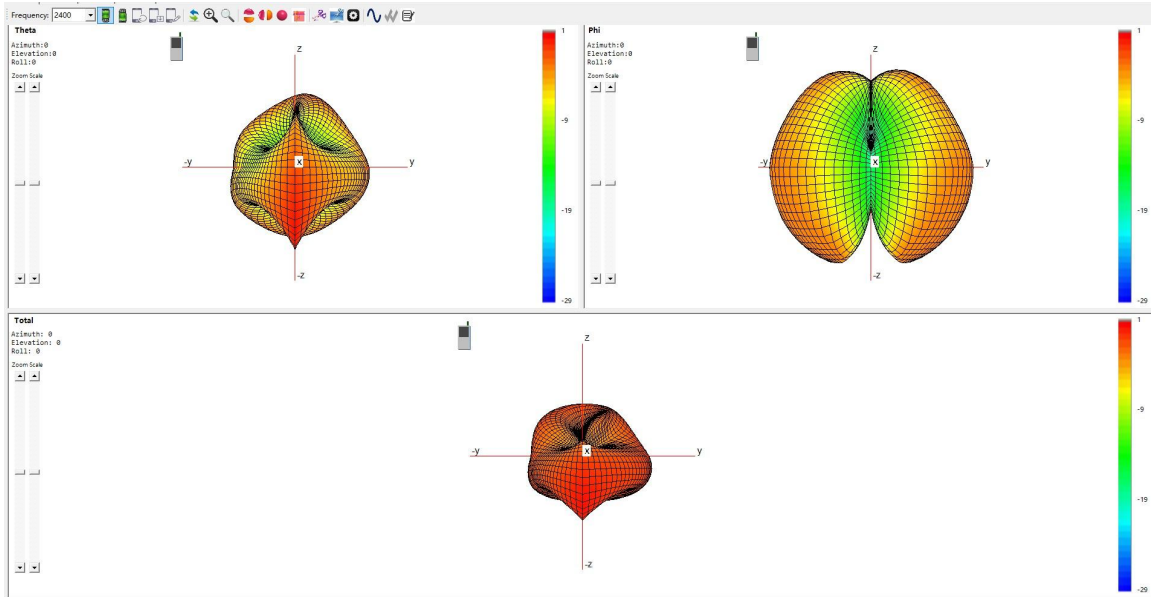 Frequency: 2400
Theta
Azimuth:0
Elevation:0
Roll:0
Zoom Scale
z
-y
x
y
-z
1
-9
-19
-29
Phi
Azimuth:0
Elevation:0
Roll:0
Zoom Scale
z
-y
x
y
-z
1
-9
-19
-29
Total
Azimuth: 0
Elevation: 0
Roll: 0
Zoom Scale
z
-y
x
y
-z
1
-9
-19
-29